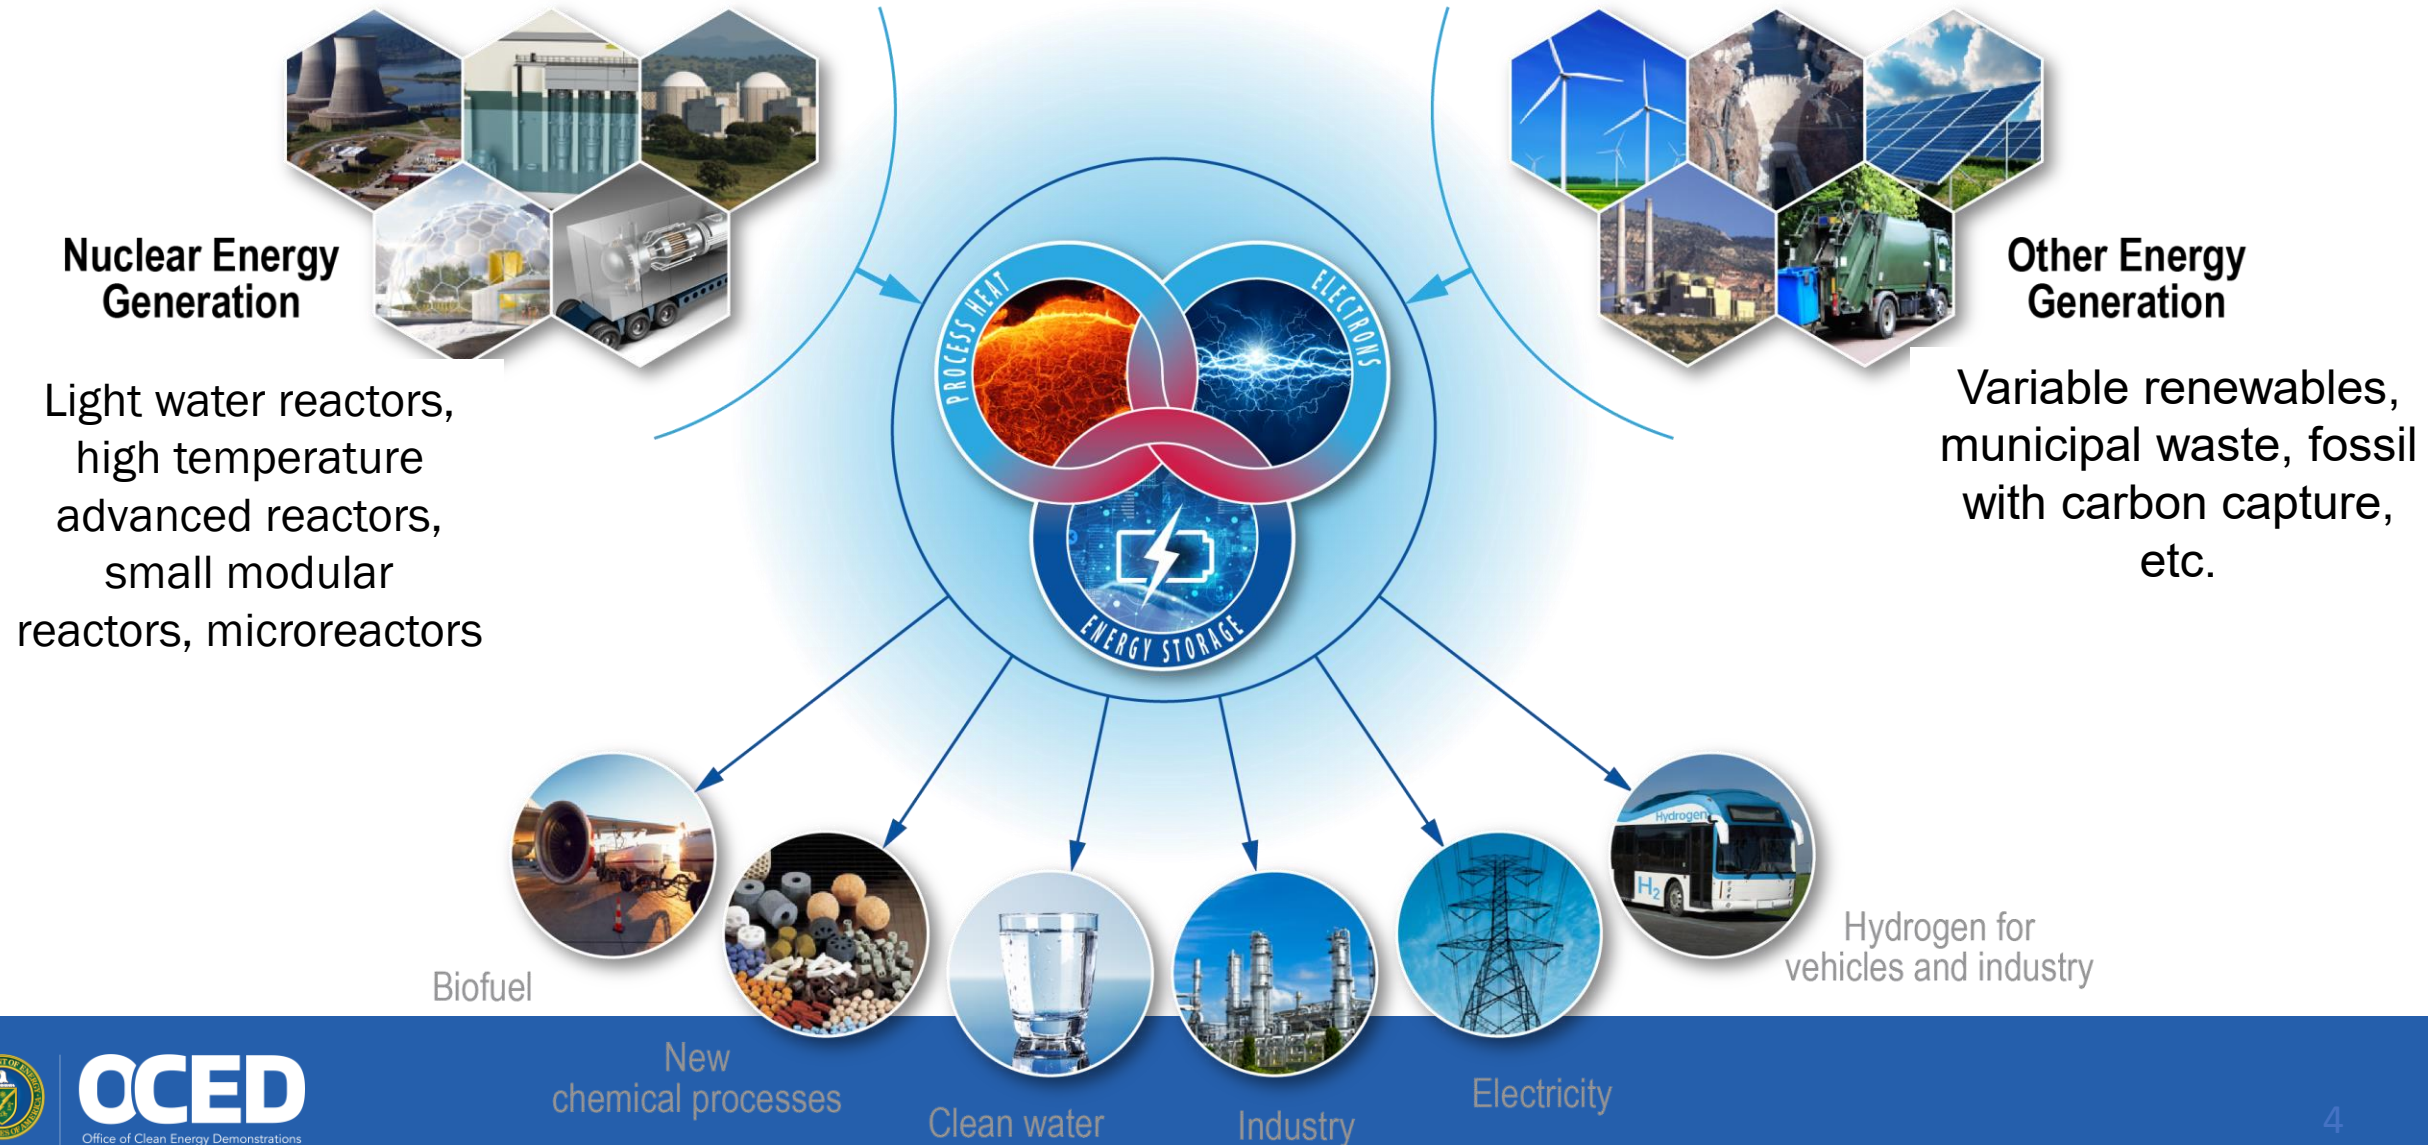 Nuclear Energy
Generation
Light water reactors,
high temperature
advanced reactors,
small modular
reactors, microreactors
Other Energy
Generation
Variable renewables,
municipal waste, fossil
with carbon capture,
etc.
PROCESS HEAT
ELECTRONS
ENERGY STORAGE
Biofuel
New
chemical processes
Clean water
Industry
Electricity
Hydrogen
H2
Hydrogen for
vehicles and industry
OCED
Office of Clean Energy Demonstrations
4